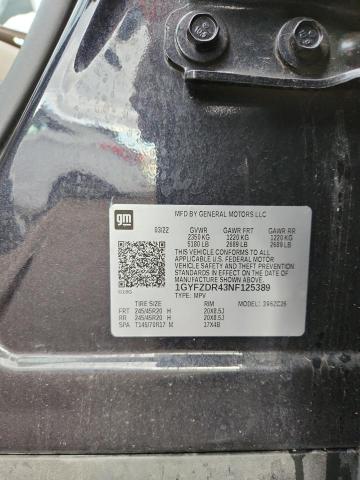 gm
MFD BY GENERAL MOTORS LLC
03/22 GVWR GAWR FRT GAWR RR
2350 KG 1220 KG 1220 KG
5180 LB 2689 LB 2689 LB
THIS VEHICLE CONFORMS TO ALL
APPLICABLE U.S. FEDERAL MOTOR
VEHICLE SAFETY AND THEFT PREVENTION
STANDARDS IN EFFECT ON THE DATE OF
MANUFACTURE SHOWN ABOVE.
1GYFZDR43NF125389
TYPE: MPV
TIRE SIZE RIM MODEL: 
FRT 245/45R20 H 20X8.5J
RR 245/45R20 H 20X8.5J
SPA T145/70R17 M 17X4B